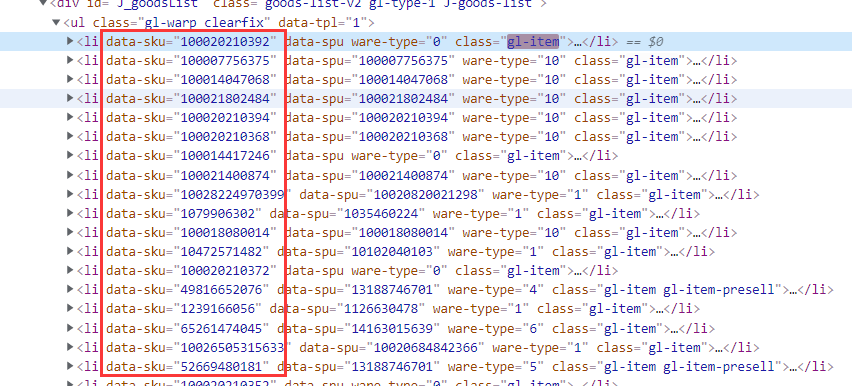 <div id="J_goodsList" class="goods-list-v2 gl-type-1 J-goods-list">
<ul class="gl-warp clearfix" data-tpl="1">
<li data-sku="100020210392" data-spu ware-type="0" class="gl-item">…</li> == $0
<li data-sku="100007756375" data-spu="100007756375" ware-type="10" class="gl-item">…</li>
<li data-sku="100014047068" data-spu="100014047068" ware-type="10" class="gl-item">…</li>
<li data-sku="100021802484" data-spu="100021802484" ware-type="10" class="gl-item">…</li>
<li data-sku="100020210394" data-spu="100020210394" ware-type="10" class="gl-item">…</li>
<li data-sku="100020210368" data-spu="100020210368" ware-type="10" class="gl-item">…</li>
<li data-sku="100014417246" data-spu ware-type="0" class="gl-item">…</li>
<li data-sku="100021400874" data-spu="100021400874" ware-type="10" class="gl-item">…</li>
<li data-sku="10028224970399" data-spu="10020820021298" ware-type="1" class="gl-item">…</li>
<li data-sku="1079906302" data-spu="1035460224" ware-type="1" class="gl-item">…</li>
<li data-sku="100018080014" data-spu="100018080014" ware-type="10" class="gl-item">…</li>
<li data-sku="10472571482" data-spu="10102040103" ware-type="1" class="gl-item">…</li>
<li data-sku="100020210372" data-spu ware-type="0" class="gl-item">…</li>
<li data-sku="49816652076" data-spu="13188746701" ware-type="4" class="gl-item gl-item-presell">…</li>
<li data-sku="1239166056" data-spu="1126630478" ware-type="1" class="gl-item">…</li>
<li data-sku="65261474045" data-spu="14163015639" ware-type="6" class="gl-item">…</li>
<li data-sku="10026505315633" data-spu="10020684842366" ware-type="1" class="gl-item">…</li>
<li data-sku="52669480181" data-spu="13188746701" ware-type="5" class="gl-item gl-item-presell">…</li>
<li data-sku="100020210352" data-spu ware-type="0" class="gl-item">…</li>